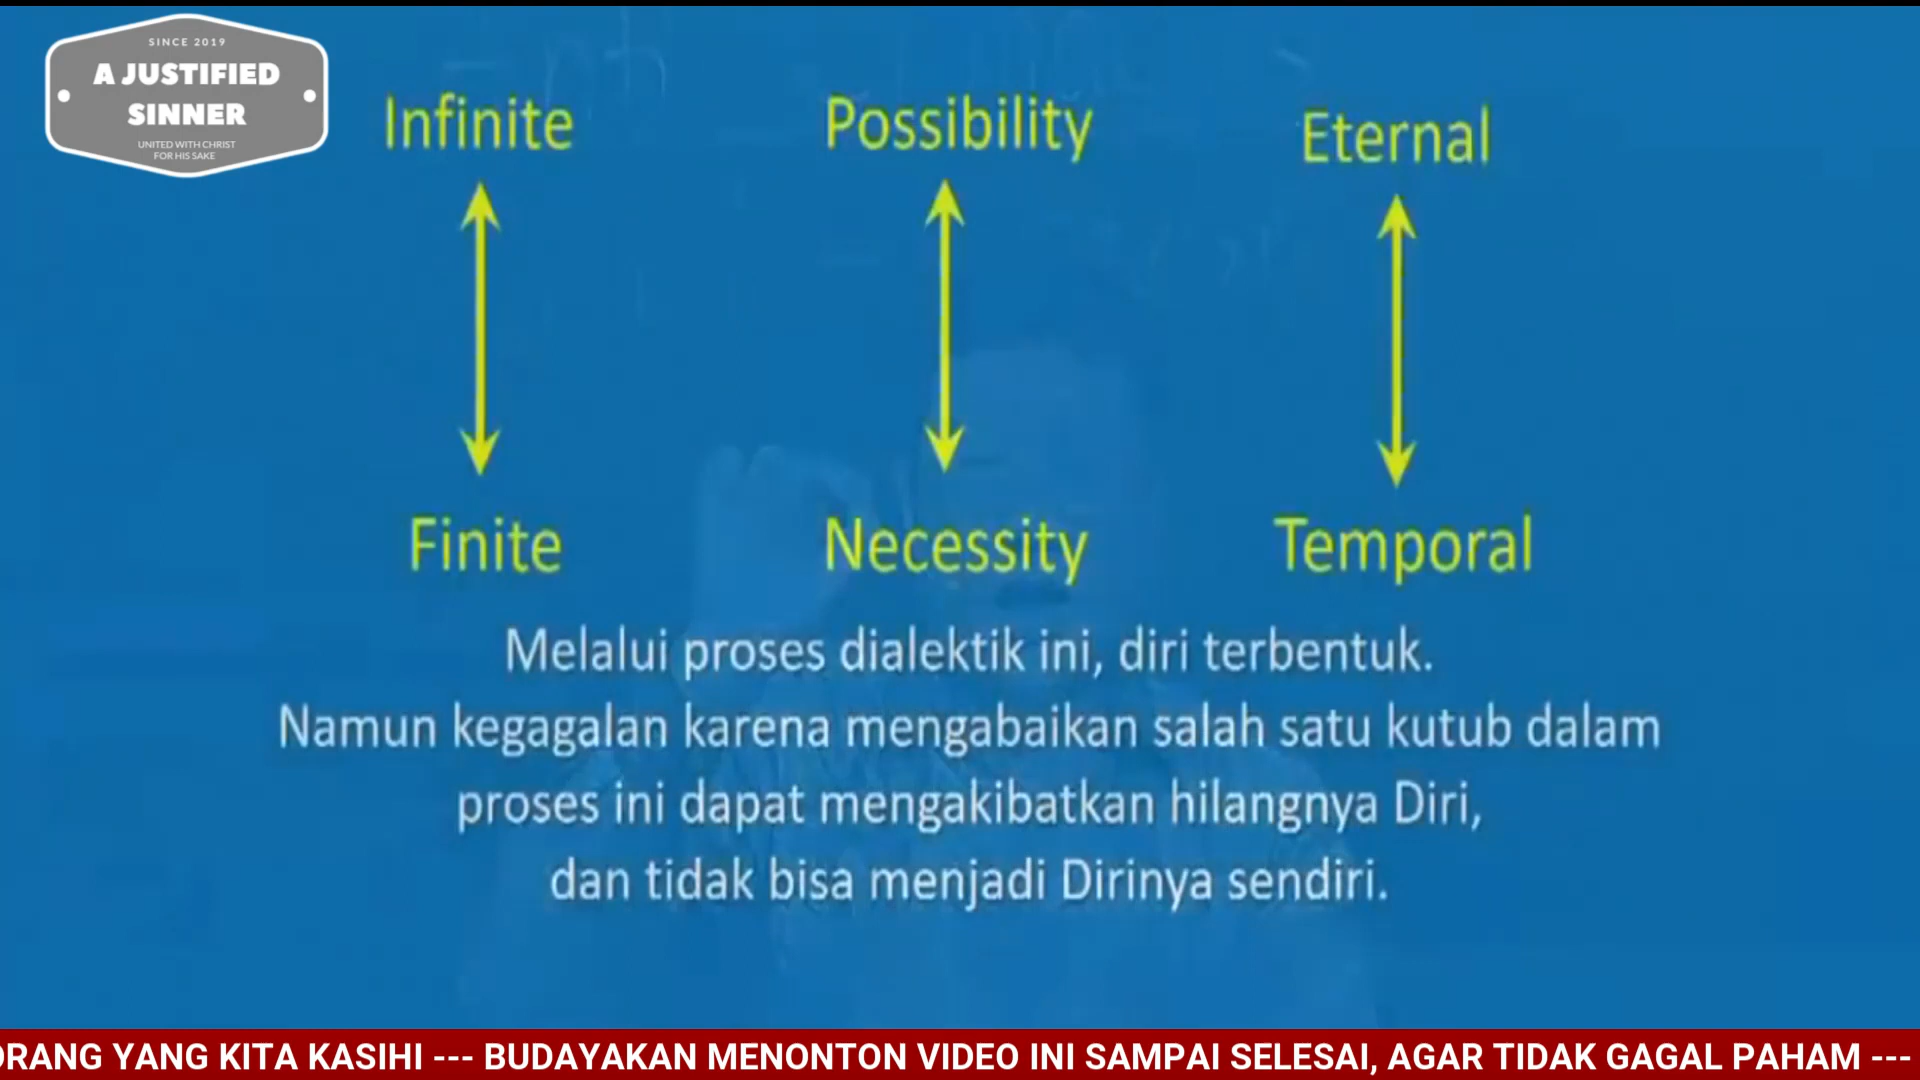 SINCE 2019
A JUSTIFIED
SINNER
UNITED WITH CHRIST
FOR HIS SAKE
Infinite
Possibility
Eternal
Finite
Necessity
Temporal
Melalui proses dialektik ini, diri terbentuk.
Namun kegagalan karena mengabaikan salah satu kutub dalam
proses ini dapat mengakibatkan hilangnya Diri,
dan tidak bisa menjadi Dirinya sendiri.
ORANG YANG KITA KASIHI --- BUDAYAKAN MENONTON VIDEO INI SAMPAI SELESAI, AGAR TIDAK GAGAL PAHAM ---